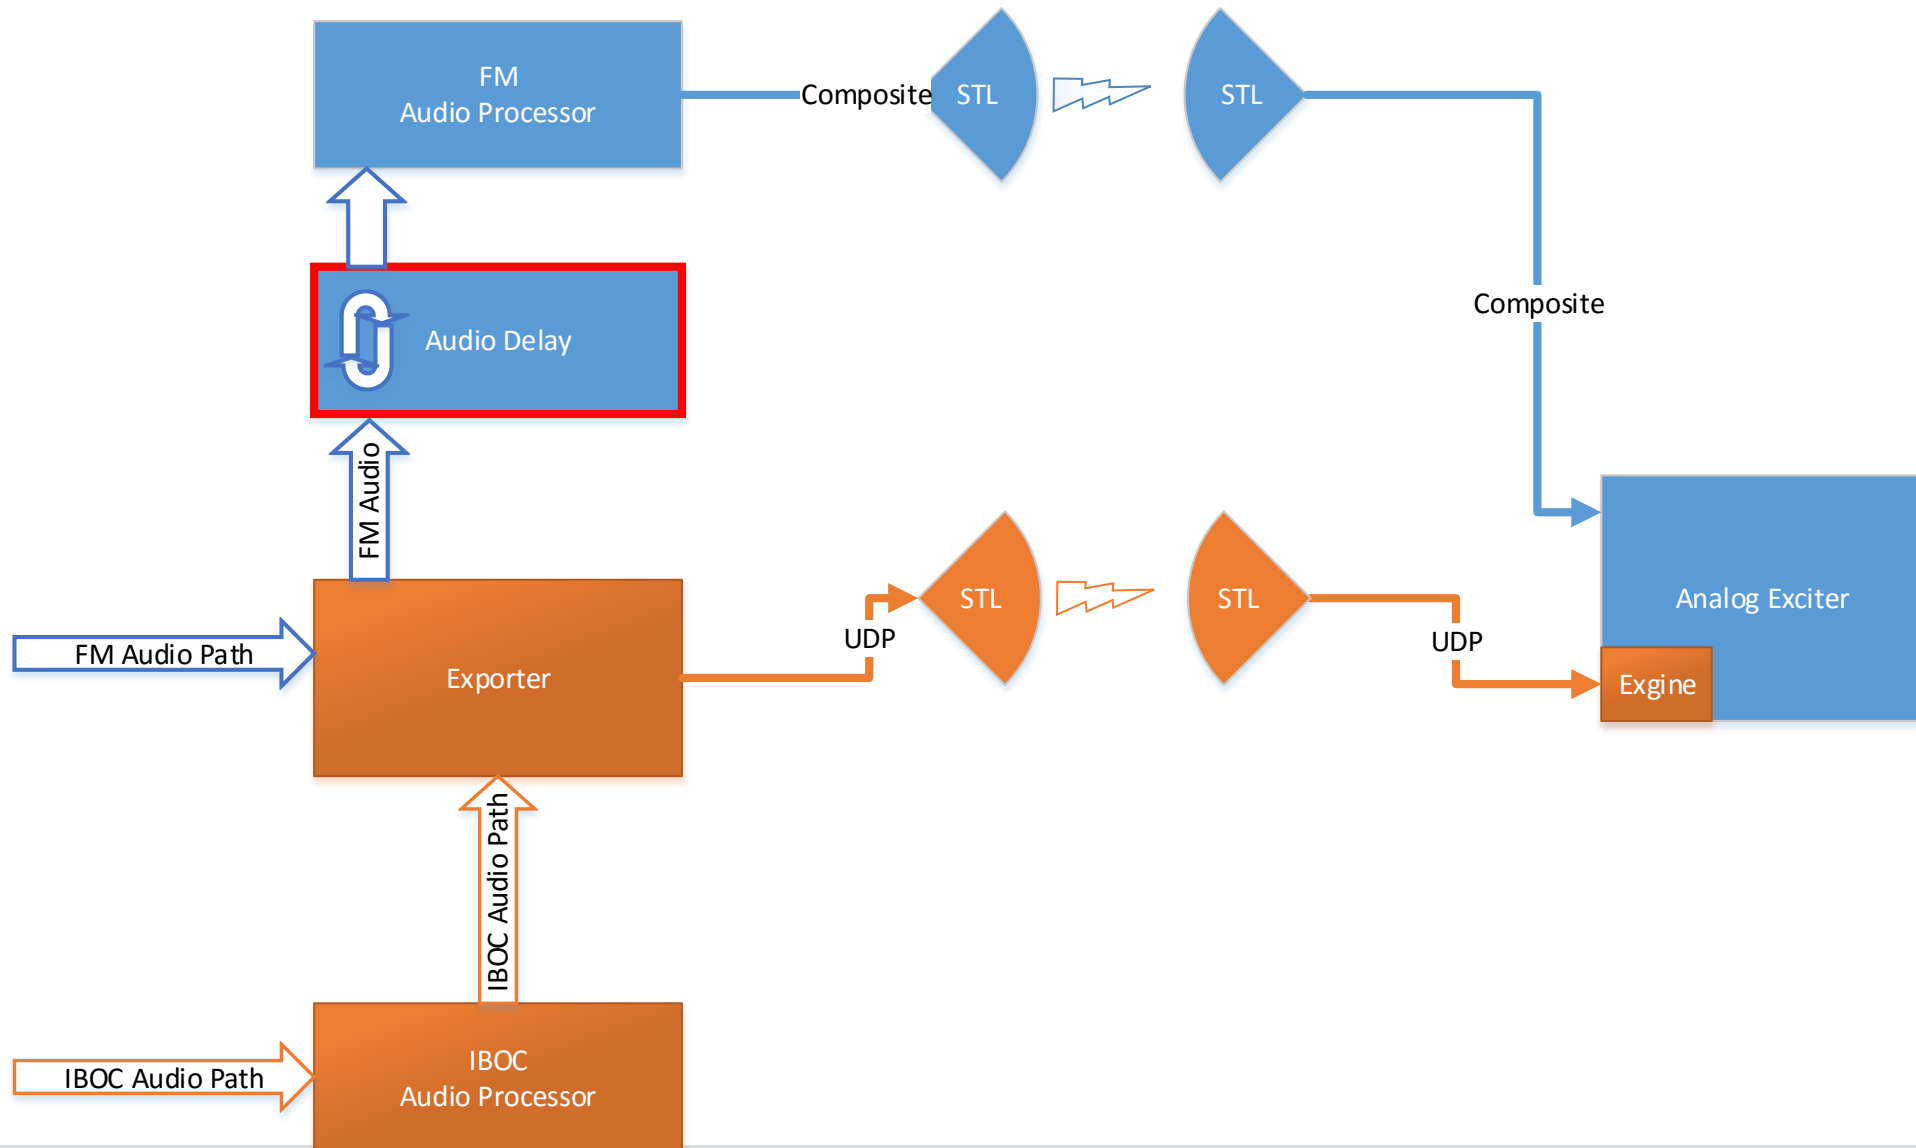 FM
Audio Processor
Composite
STL
STL
Composite
Audio Delay
FM Audio
FM Audio Path
Exporter
UDP
STL
STL
UDP
Analog Exciter
Exgine
IBOC Audio Path
IBOC Audio Path
IBOC
Audio Processor